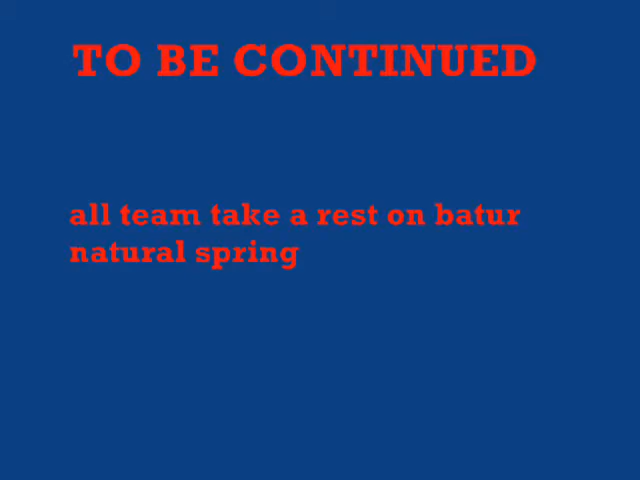 TO BE CONTINUED
all team take a rest on batur
natural spring